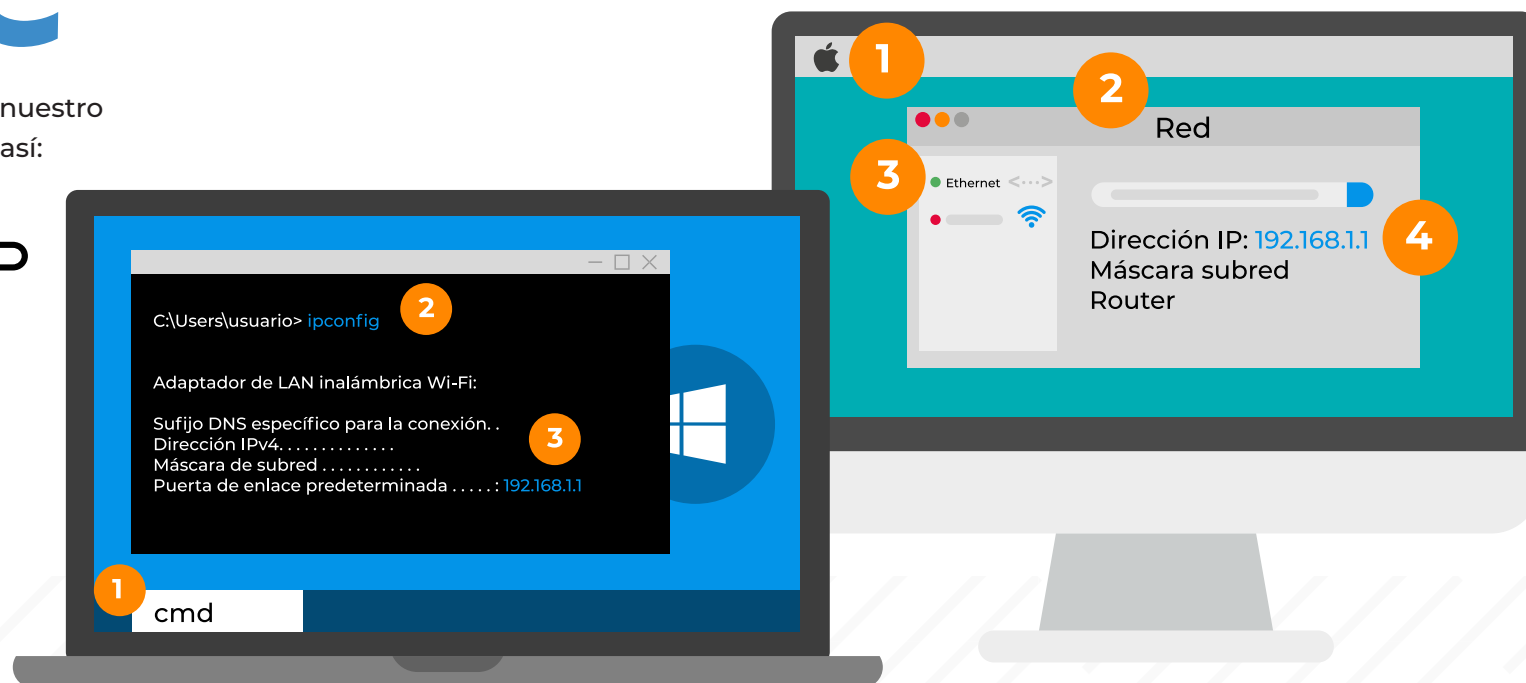 nuestro
así:
1
2
Red
3
Ethernet <···>
Dirección IP: 192.168.1.1
4
Máscara subred
Router
C:\Users\usuario> ipconfig
2
Adaptador de LAN inalámbrica Wi-Fi:
Sufijo DNS específico para la conexión. .
Dirección IPv4. . . . . . . . . . . . . .
3
Máscara de subred . . . . . . . . . . . .
Puerta de enlace predeterminada . . . . . : 192.168.1.1
1
cmd